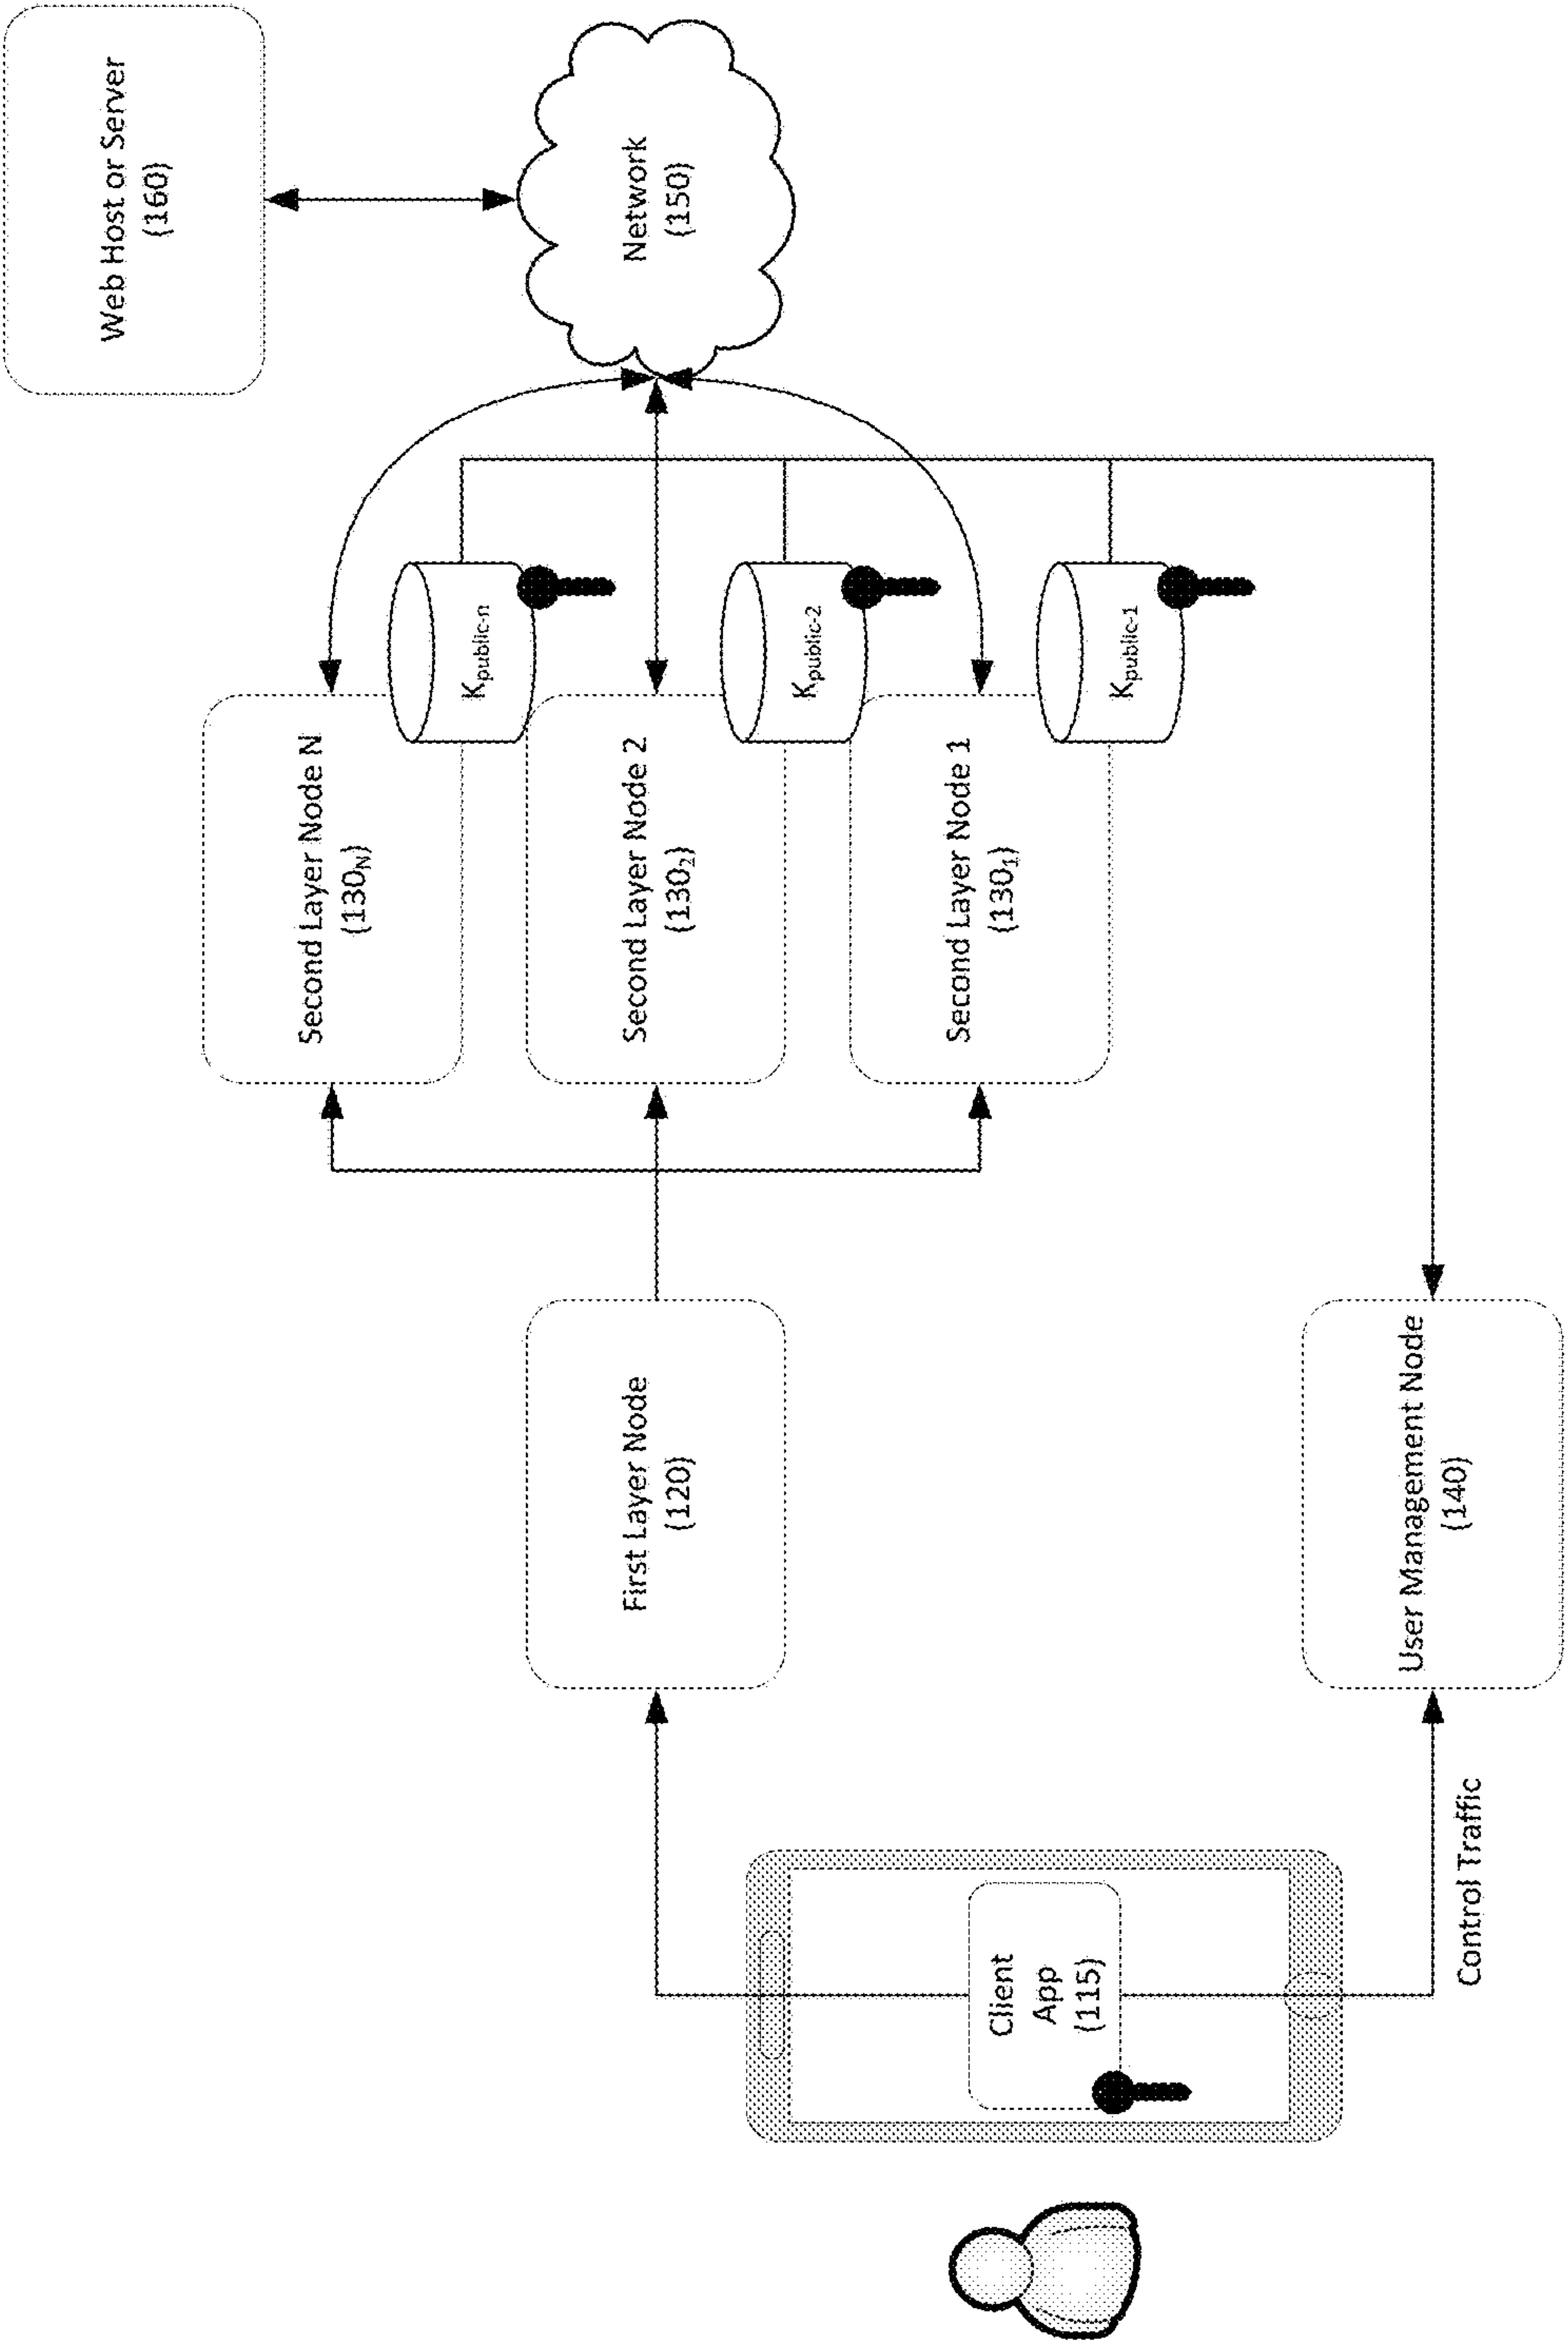 Web Host or Server
(160)
Network
(150)
Second Layer Node N
(130N)
Kpublic-n
Second Layer Node 2
(1302)
Kpublic-2
Second Layer Node 1
(1301)
Kpublic-1
First Layer Node
(120)
User Management Node
(140)
Client
App
(115)
Control Traffic